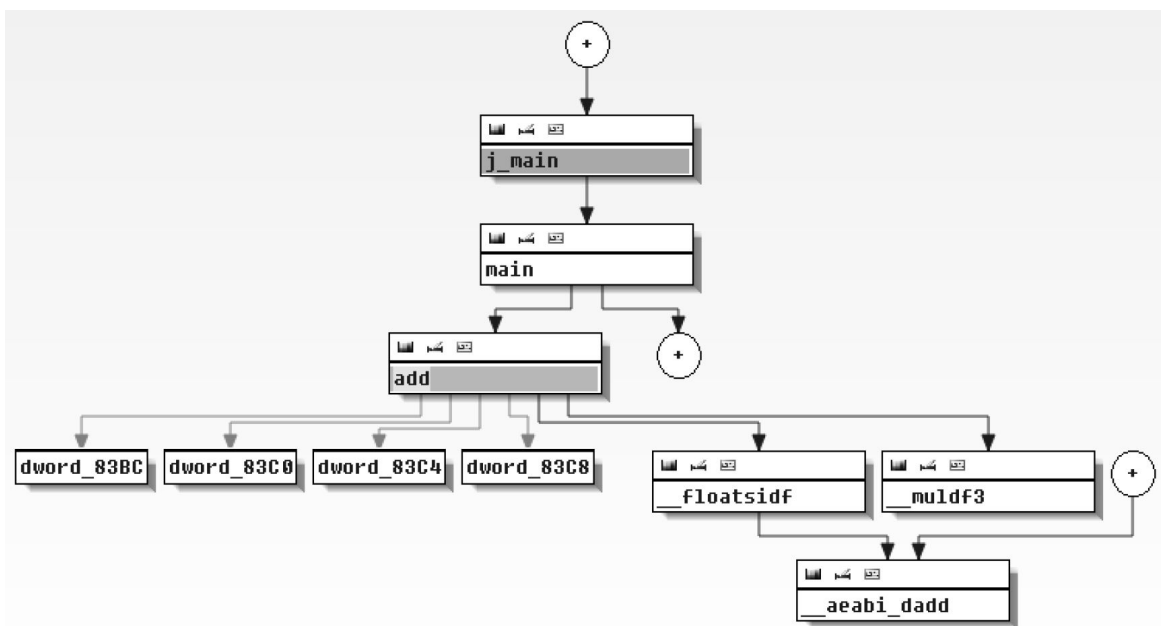 +
j_main
main
+
add
dword_83BC
dword_83C0
dword_83C4
dword_83C8
__floatsidf
__muldf3
+
__aeabi_dadd